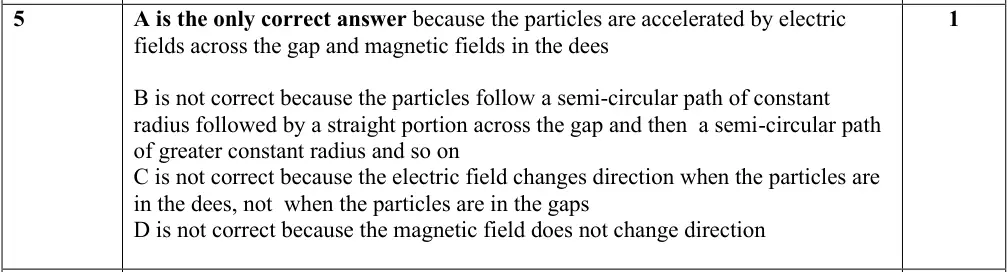 5
A is the only correct answer because the particles are accelerated by electric
fields across the gap and magnetic fields in the dees
1
B is not correct because the particles follow a semi-circular path of constant
radius followed by a straight portion across the gap and then  a semi-circular path
of greater constant radius and so on
C is not correct because the electric field changes direction when the particles are
in the dees, not  when the particles are in the gaps
D is not correct because the magnetic field does not change direction